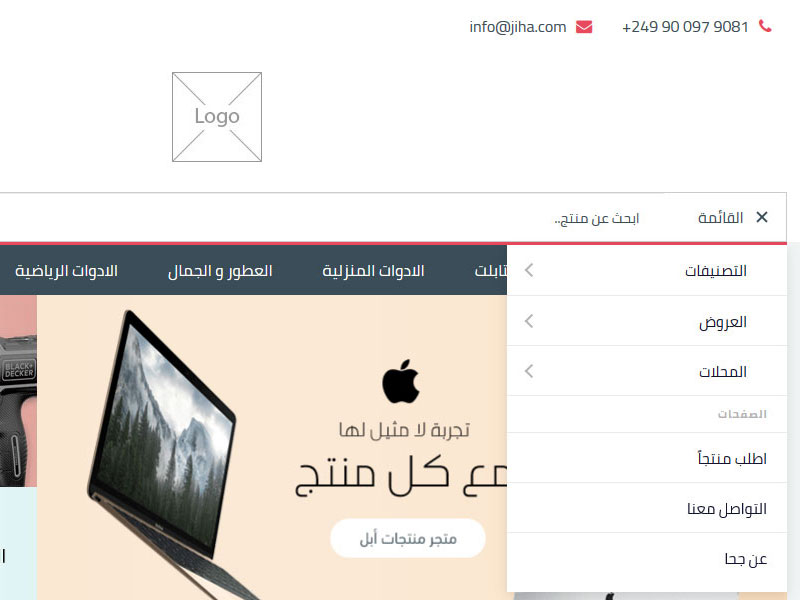 +249 90 097 9081
info@jiha.com
Logo
القائمة
ابحث عن منتج..
الادوات المنزلية
العطور و الجمال
الادوات الرياضية
التصنيفات
العروض
المحلات
الصفحات
اطلب منتجاً
التواصل معنا
عن جحا
تجربة لا مثيل لها
مع كل منتج
متجر منتجات أبل
BLACK+
DECKER